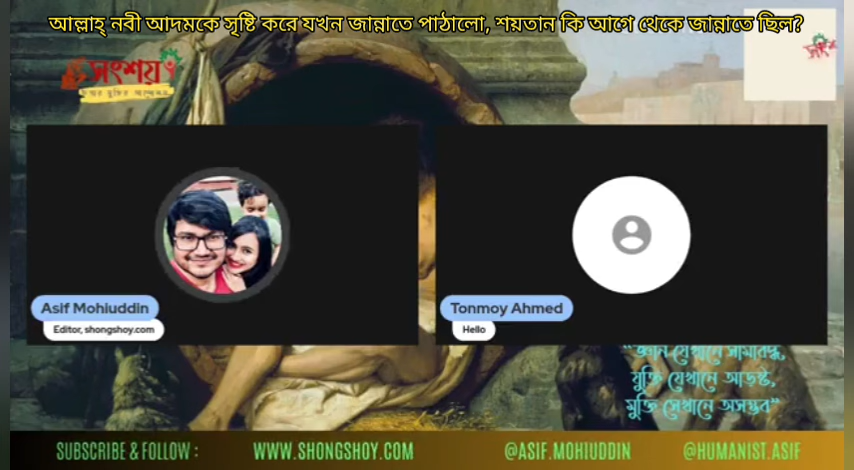 আল্লাহ্ নবী আদমকে সৃষ্টি করে যখন জান্নাতে পাঠালো, শয়তান কি আগে থেকে জান্নাতে ছিল?
সংশয়
Asif Mohiuddin
Editor, shongshoy.com
Tonmoy Ahmed
Hello
"জ্ঞান যেখানে সীমাবদ্ধ,
যুক্তি যেখানে আড়ষ্ট,
মুক্তি সেখানে অসম্ভব"
SUBSCRIBE & FOLLOW :
WWW.SHONGSHOY.COM
@ASIF.MOHIUDDIN
@HUMANIST.ASIF